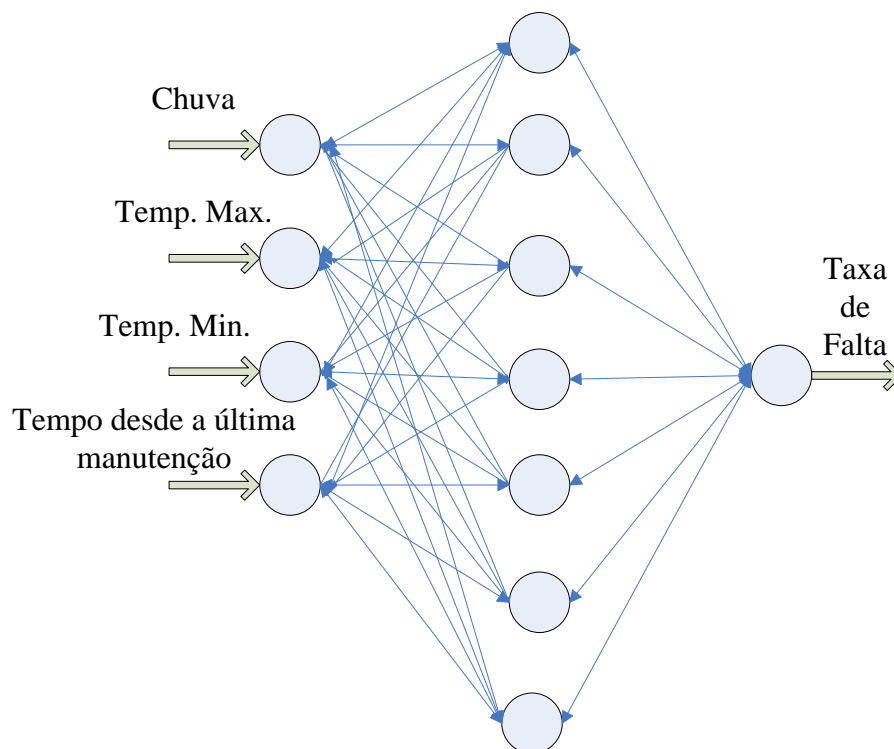 Chuva
Temp. Max.
Temp. Min.
Tempo desde a última
manutenção
Taxa
de
Falta